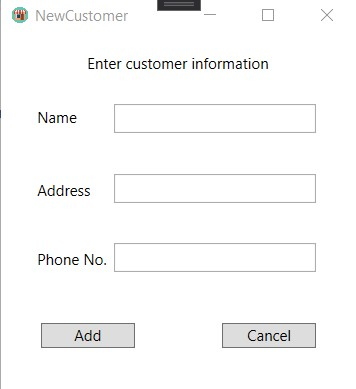 NewCustomer
Enter customer information
Name
Address
Phone No.
Add Cancel